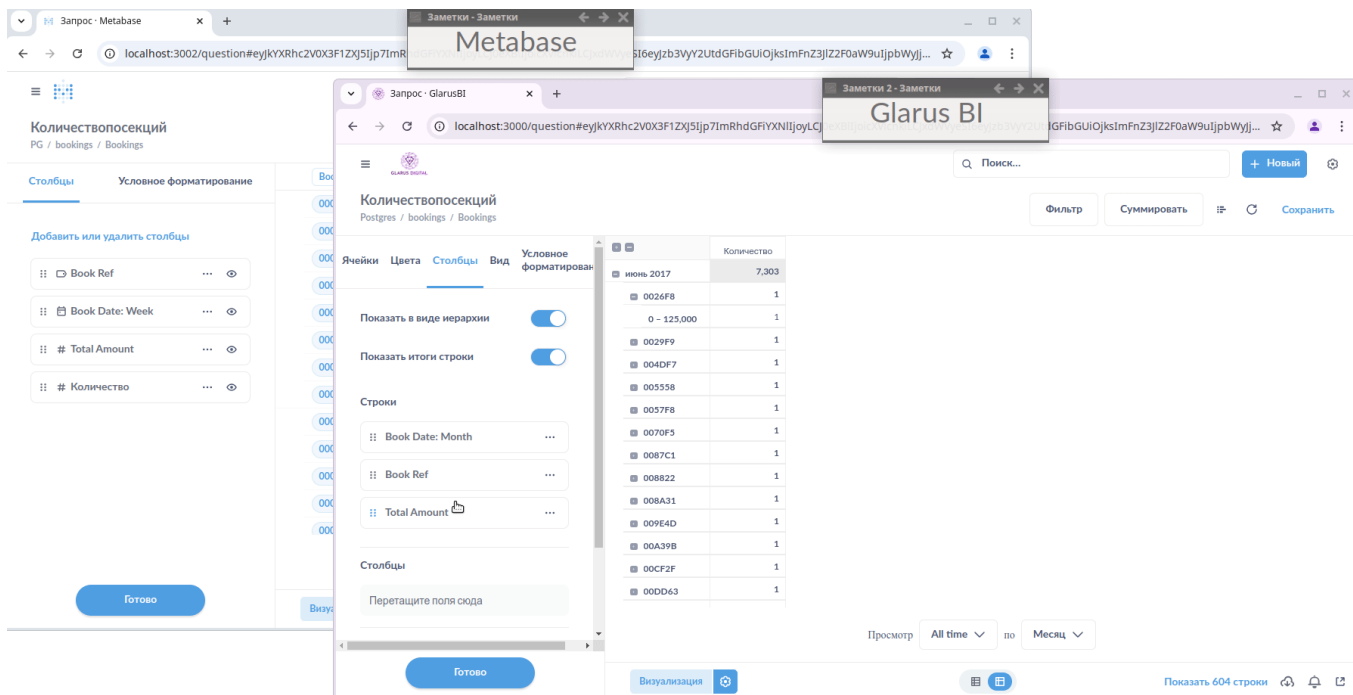 Запрос · Metabase
Заметки - Заметки
Metabase
localhost:3002/question#eyJkYXRhc2V0X3F1ZXJ5Ijp7ImR
Количествопосекций
PG / bookings / Bookings
Столбцы
Условное форматирование
Добавить или удалить столбцы
Book Ref
Book Date: Week
Total Amount
Количество
Готово
Запрос · GlarusBI
Заметки 2 - Заметки
Glarus BI
GLARUS DIGITAL
Поиск...
+ Новый
Количествопосекций
Postgres / bookings / Bookings
Фильтр
Суммировать
Сохранить
Ячейки
Цвета
Столбцы
Вид
Условное
форматирован
Показать в виде иерархии
Показать итоги строки
Строки
Book Date: Month
Book Ref
Total Amount
Столбцы
Перетащите поля сюда
Готово
Количество
июнь 2017 7,303
0026F8 1
0 – 125,000 1
0029F9 1
004DF7 1
005558 1
0057F8 1
0070F5 1
0087C1 1
008822 1
008A31 1
009E4D 1
00A39B 1
00CF2F 1
00DD63 1
Просмотр All time по Месяц
Визуализация
Показать 604 строки